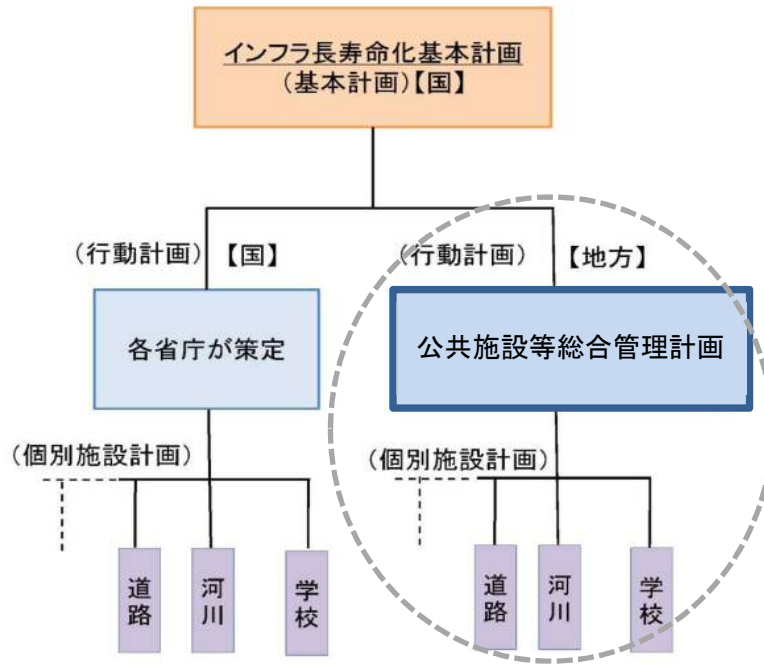 インフラ長寿命化基本計画
(基本計画)【国】
(行動計画)【国】
(行動計画)【地方】
各省庁が策定
公共施設等総合管理計画
(個別施設計画)
(個別施設計画)
道路
河川
学校
道路
河川
学校